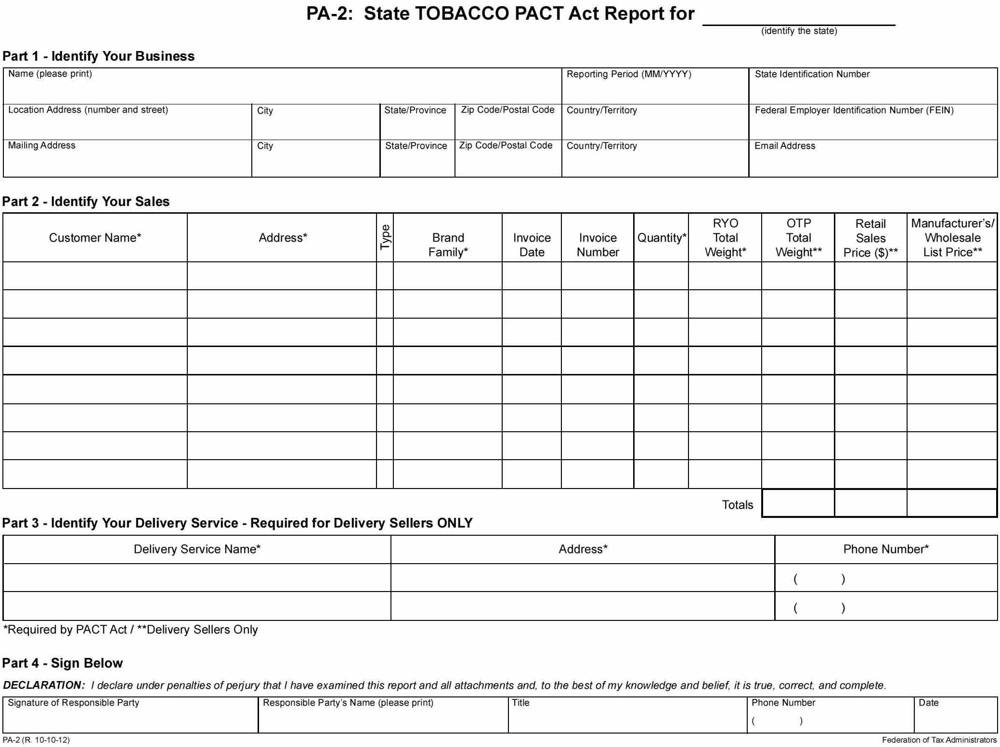 PA-2: State TOBACCO PACT Act Report for
(identify the state)
Part 1 - Identify Your Business
Name (please print)
Reporting Period (MM/YYYY)
State Identification Number
Location Address (number and street)
City
State/Province
Zip Code/Postal Code
Country/Territory
Federal Employer Identification Number (FEIN)
Mailing Address
City
State/Province
Zip Code/Postal Code
Country/Territory
Email Address
Part 2 - Identify Your Sales
Customer Name*
Address*
Type
Brand
Family*
Invoice
Date
Invoice
Number
Quantity*
RYO
Total
Weight*
OTP
Total
Weight**
Retail
Sales
Price ($)**
Manufacturer's/
Wholesale
List Price**
Totals
Part 3 - Identify Your Delivery Service - Required for Delivery Sellers ONLY
Delivery Service Name*
Address*
Phone Number*
( )
( )
*Required by PACT Act / **Delivery Sellers Only
Part 4 - Sign Below
DECLARATION: I declare under penalties of perjury that I have examined this report and all attachments and, to the best of my knowledge and belief, it is true, correct, and complete.
Signature of Responsible Party
Responsible Party's Name (please print)
Title
Phone Number
( )
Date
PA-2 (R. 10-10-12)
Federation of Tax Administrators